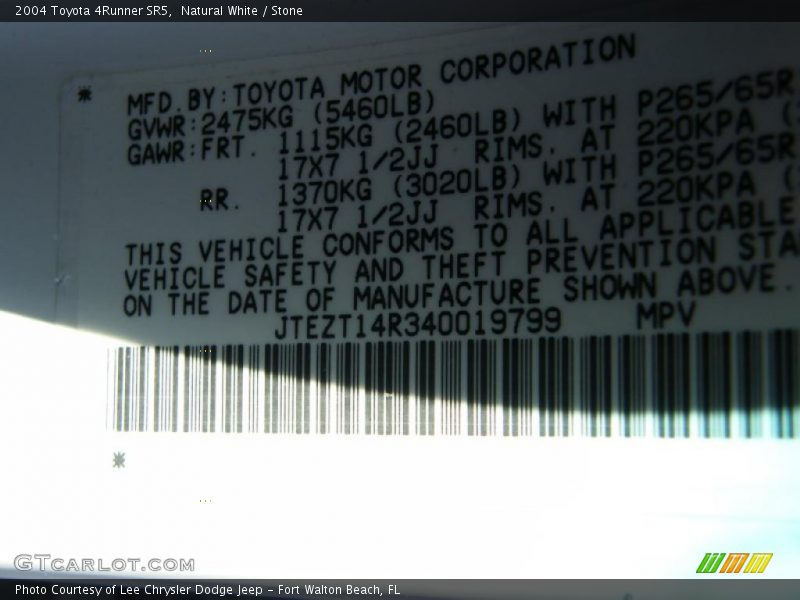 2004 Toyota 4Runner SR5,  Natural White / Stone
MFD.BY:TOYOTA MOTOR CORPORATION
GVWR:2475KG (5460LB)
GAWR:FRT. 1115KG (2460LB) WITH P265/65R
17X7 1/2JJ RIMS. AT 220KPA (
RR. 1370KG (3020LB) WITH P265/65R
17X7 1/2JJ RIMS. AT 220KPA (
THIS VEHICLE CONFORMS TO ALL APPLICABLE
VEHICLE SAFETY AND THEFT PREVENTION STA
ON THE DATE OF MANUFACTURE SHOWN ABOVE.
JTEZT14R340019799 MPV
GTCARLOT.COM
Photo Courtesy of Lee Chrysler Dodge Jeep - Fort Walton Beach, FL